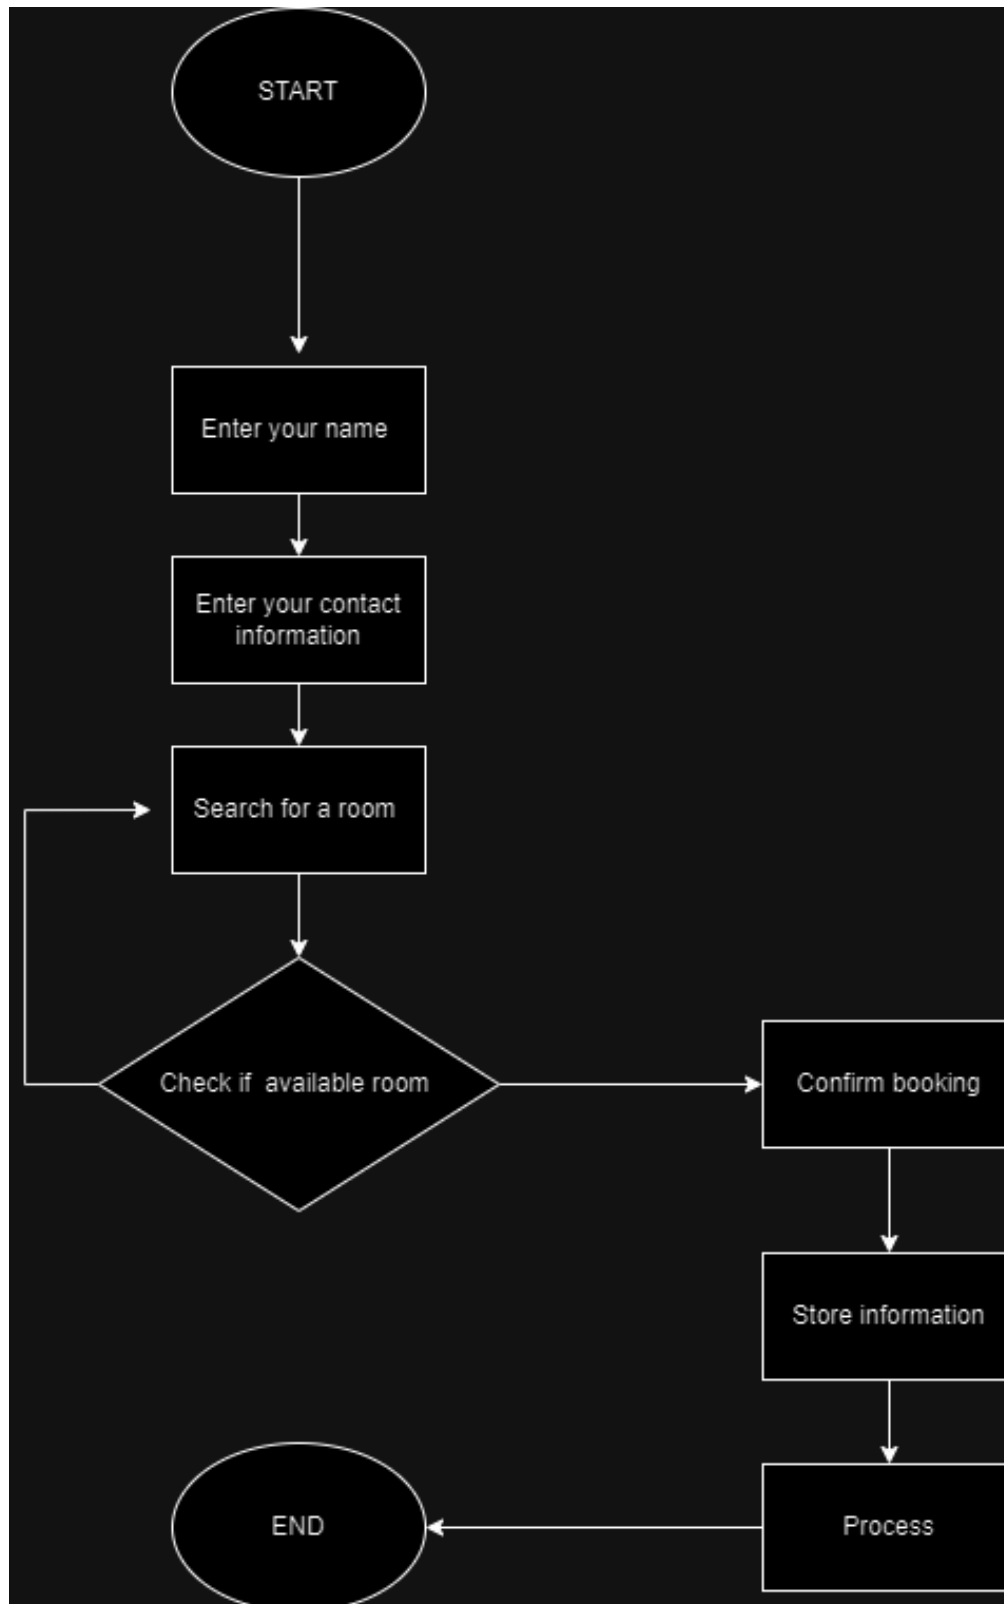 START
Enter your name
Enter your contact
information
Search for a room
Check if  available room
Confirm booking
Store information
Process
END